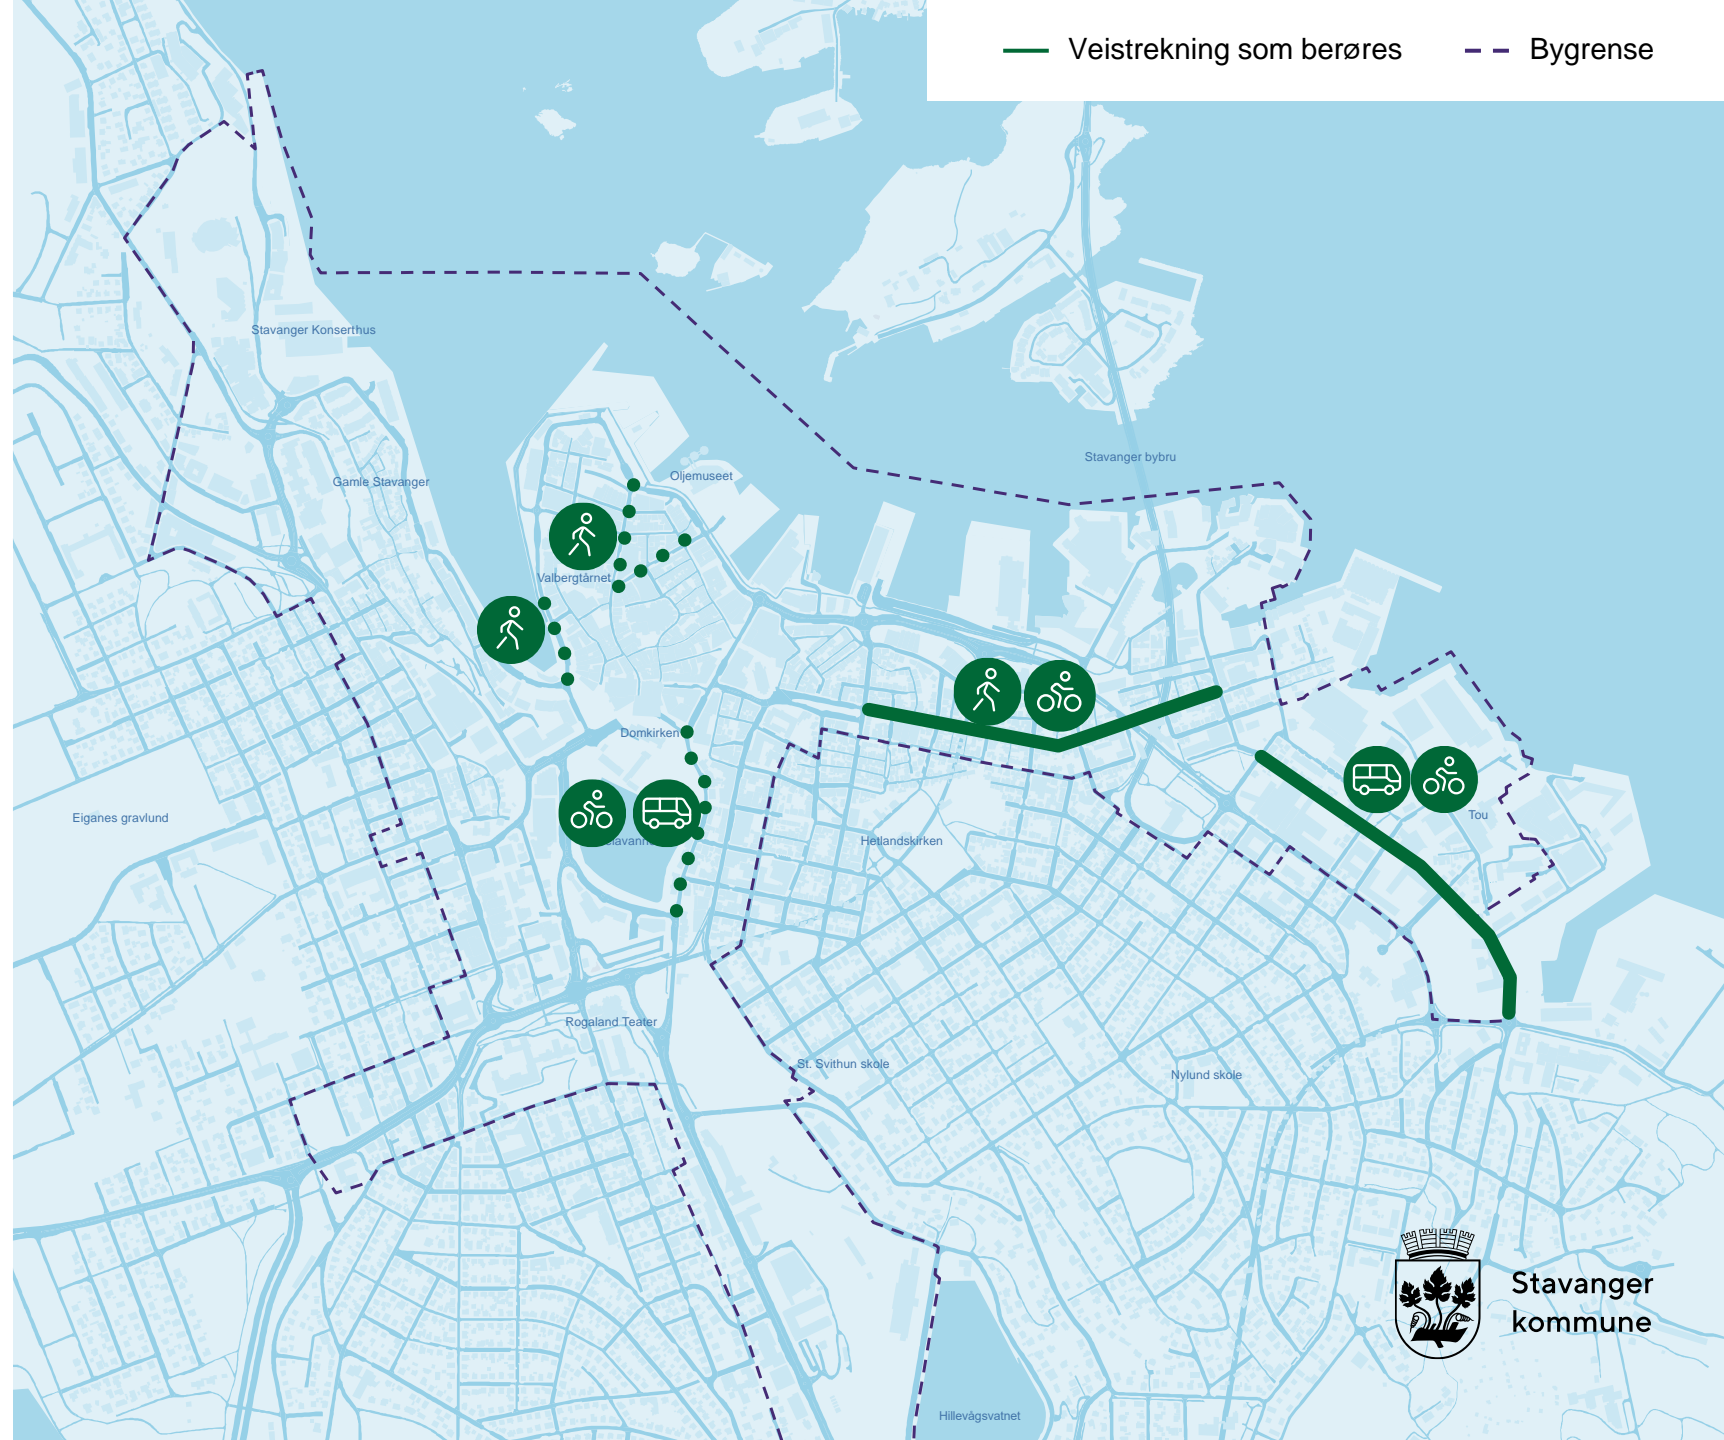 Veistrekning som berøres
Bygrense
Stavanger Konserthus
Stavanger bybru
Oljemuseet
Gamle Stavanger
Valbergtårnet
Domkirken
Eiganes gravlund
Tou
Hetlandskirken
Rogaland Teater
St. Svithun skole
Nylund skole
Stavanger
kommune
Hillevågsvatnet